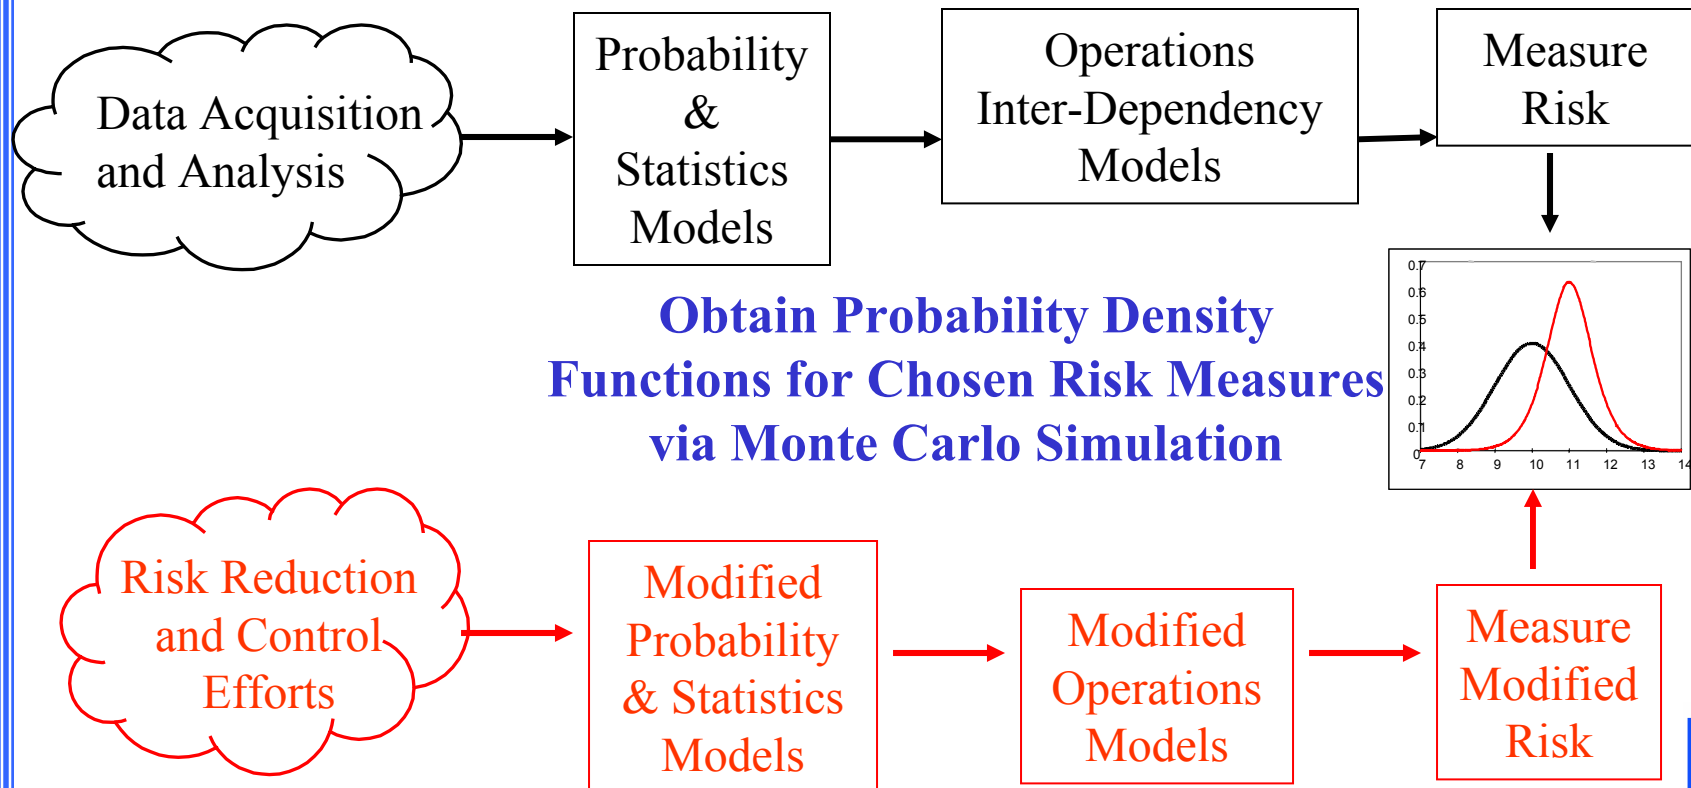 Data Acquisition
and Analysis
Probability
&
Statistics
Models
Operations
Inter-Dependency
Models
Measure
Risk
Obtain Probability Density
Functions for Chosen Risk Measures
via Monte Carlo Simulation
0.7
0.6
0.5
0.4
0.3
0.2
0.1
0
7 8 9 10 11 12 13 14
Risk Reduction
and Control
Efforts
Modified
Probability
& Statistics
Models
Modified
Operations
Models
Measure
Modified
Risk